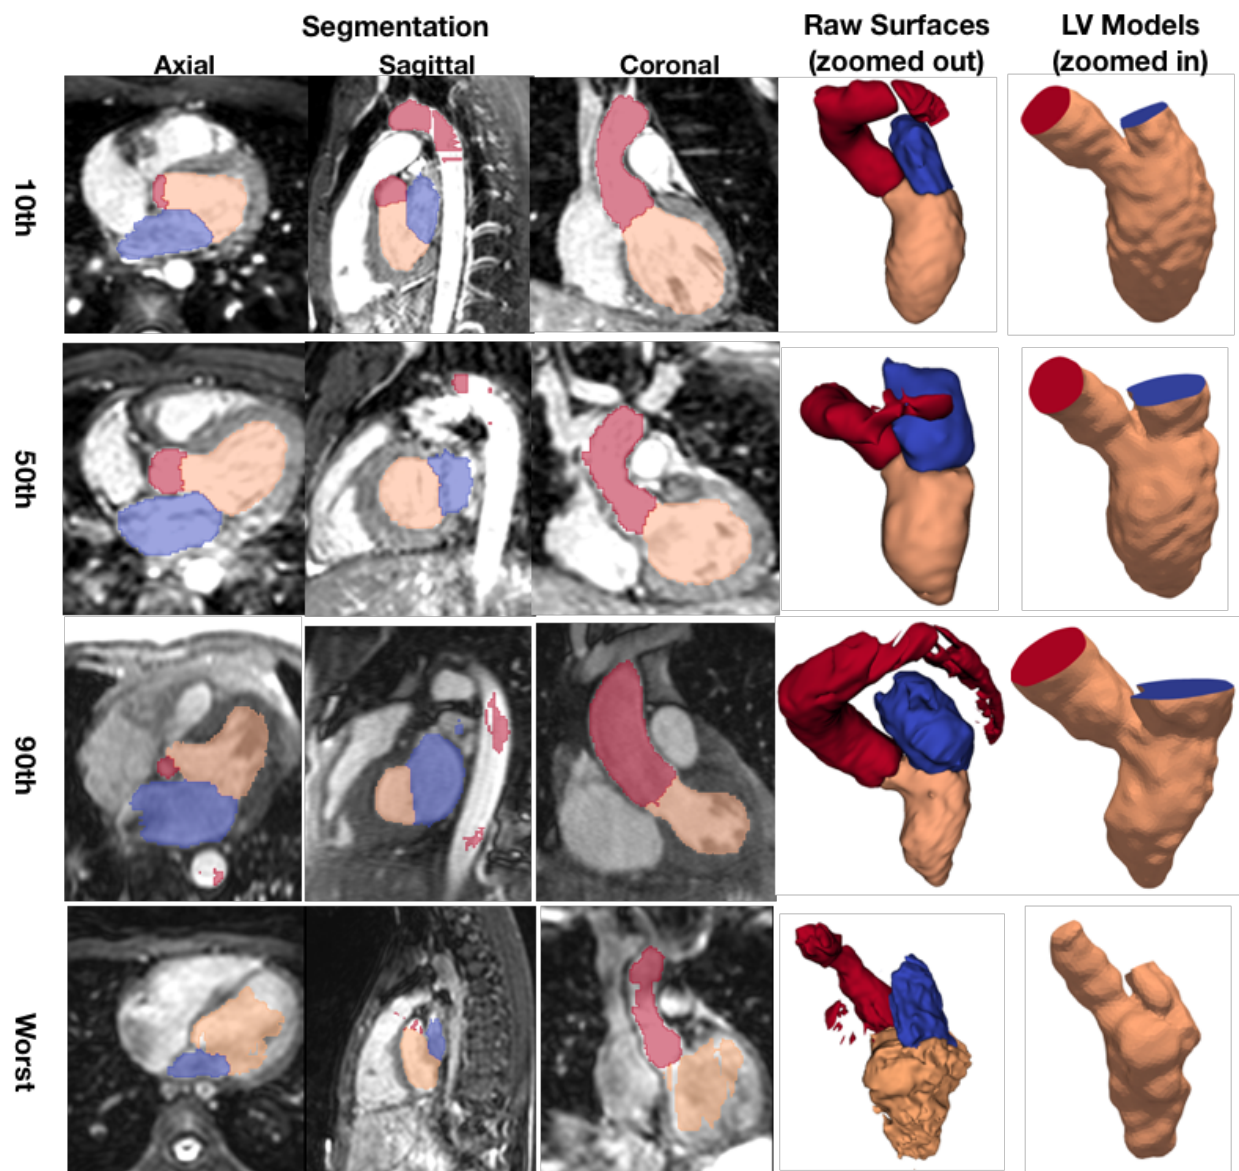 Segmentation
Axial
Sagittal
Coronal
Raw Surfaces
(zoomed out)
LV Models
(zoomed in)
10th
50th
90th
Worst